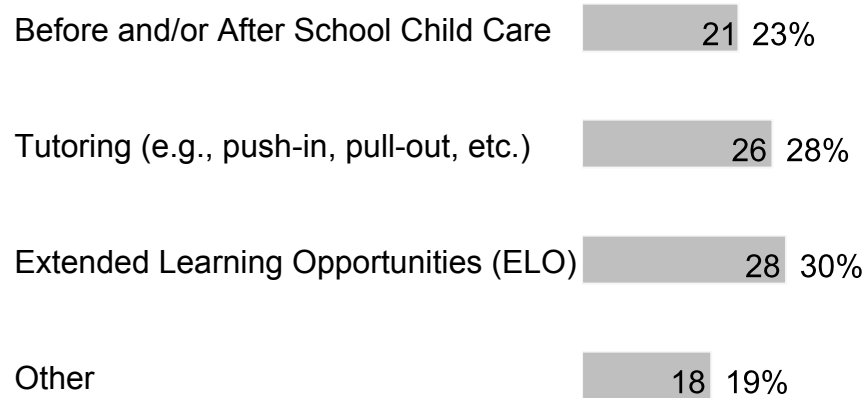 Before and/or After School Child Care 21 23%
Tutoring (e.g., push-in, pull-out, etc.) 26 28%
Extended Learning Opportunities (ELO) 28 30%
Other 18 19%